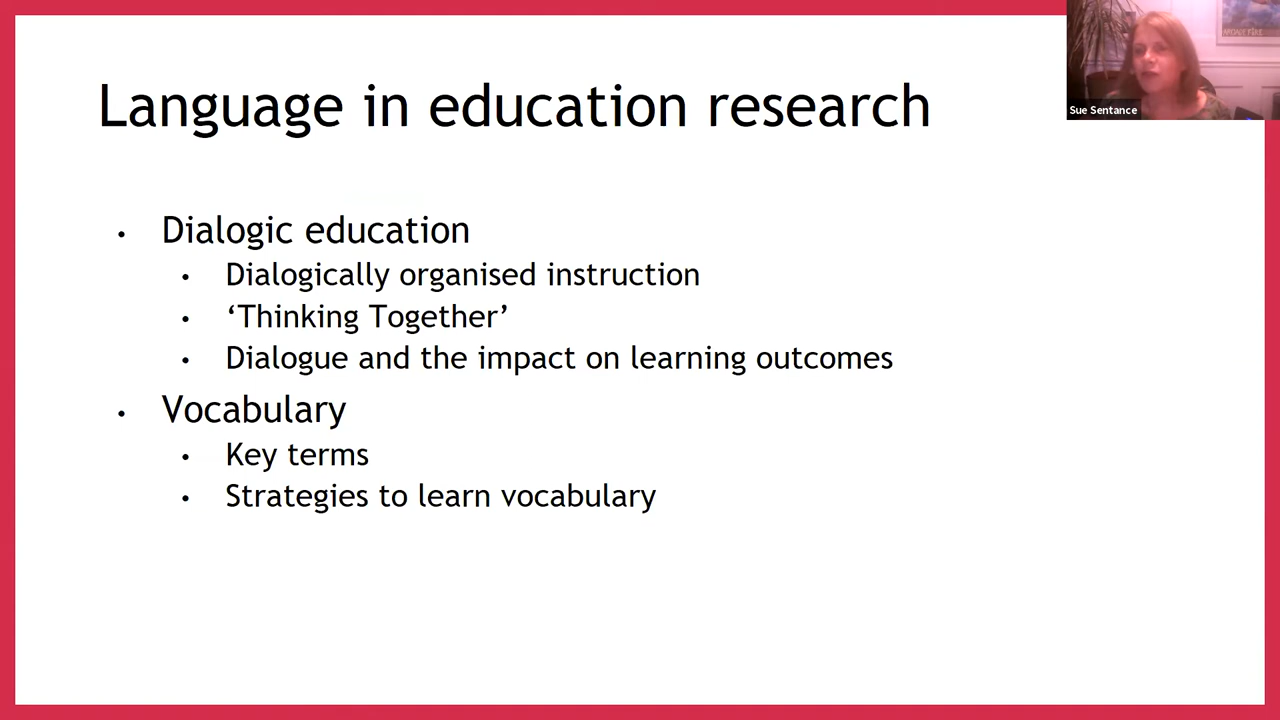 Language in education research
Sue Sentance
• Dialogic education
• Dialogically organised instruction
• ‘Thinking Together’
• Dialogue and the impact on learning outcomes
• Vocabulary
• Key terms
• Strategies to learn vocabulary